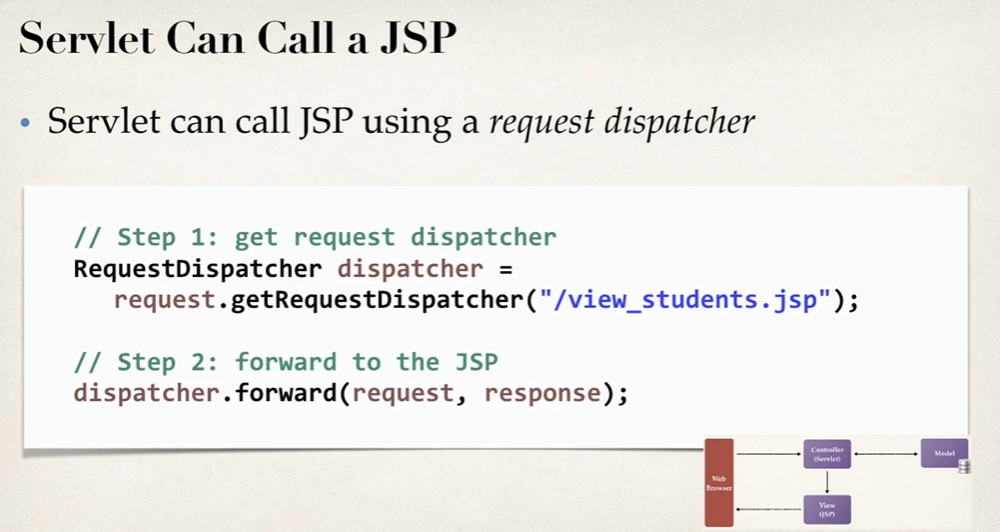 Servlet Can Call a JSP
• Servlet can call JSP using a request dispatcher
// Step 1: get request dispatcher
RequestDispatcher dispatcher =
request.getRequestDispatcher("/view_students.jsp");
// Step 2: forward to the JSP
dispatcher.forward(request, response);
Web
Browser
Controller
(Servlet)
Model
View
(JSP)